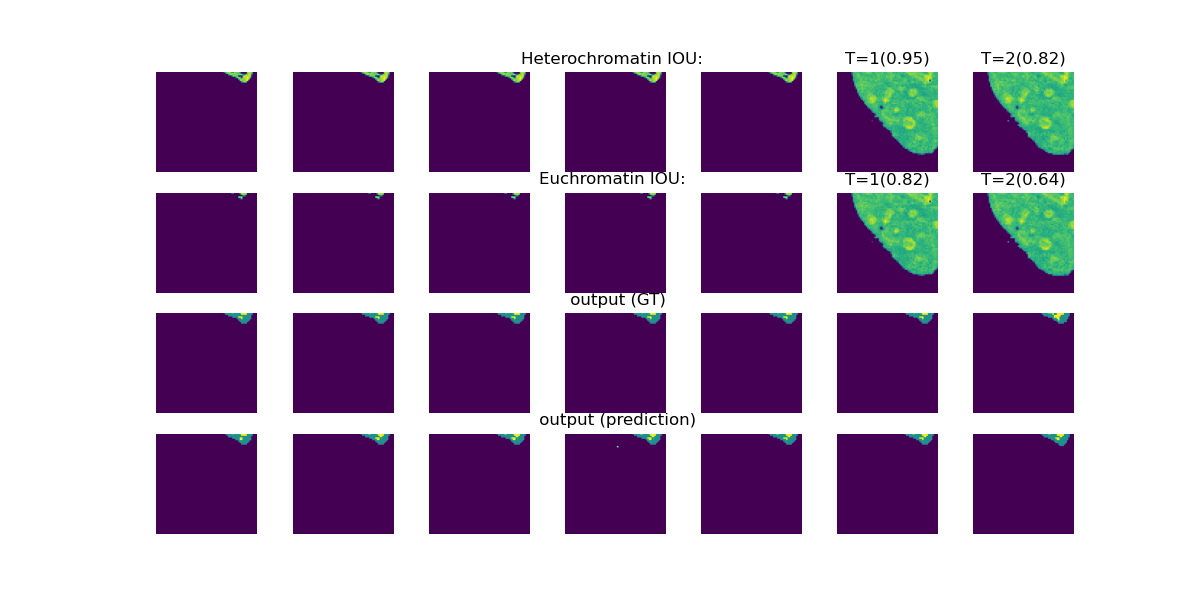 Heterochromatin IOU: T=1(0.95) T=2(0.82)
Euchromatin IOU: T=1(0.82) T=2(0.64)
output (GT)
output (prediction)